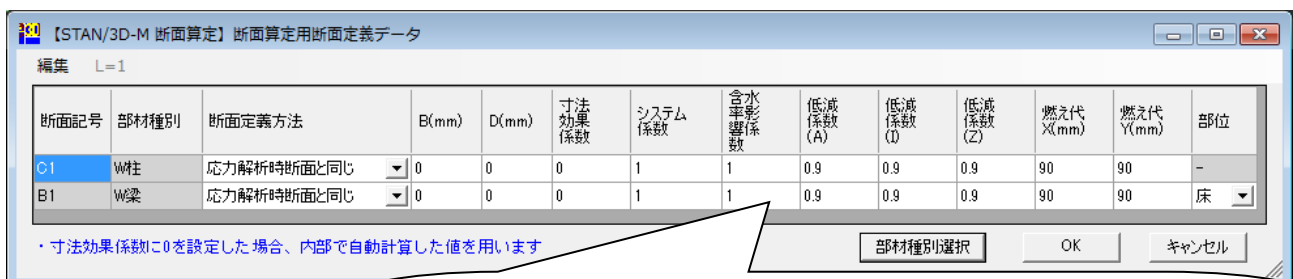 【STAN/3D-M 断面算定】断面算定用断面定義データ
編集 L=1
断面記号 部材種別 断面定義方法 B(mm) D(mm) 寸法効果係数 システム係数 含水率影響係数 低減係数(A) 低減係数(I) 低減係数(Z) 燃え代X(mm) 燃え代Y(mm) 部位
C1 W柱 応力解析時断面と同じ 0 0 0 1 1 0.9 0.9 0.9 90 90 -
B1 W梁 応力解析時断面と同じ 0 0 0 1 1 0.9 0.9 0.9 90 90 床
・寸法効果係数に0を設定した場合、内部で自動計算した値を用います
部材種別選択 OK キャンセル